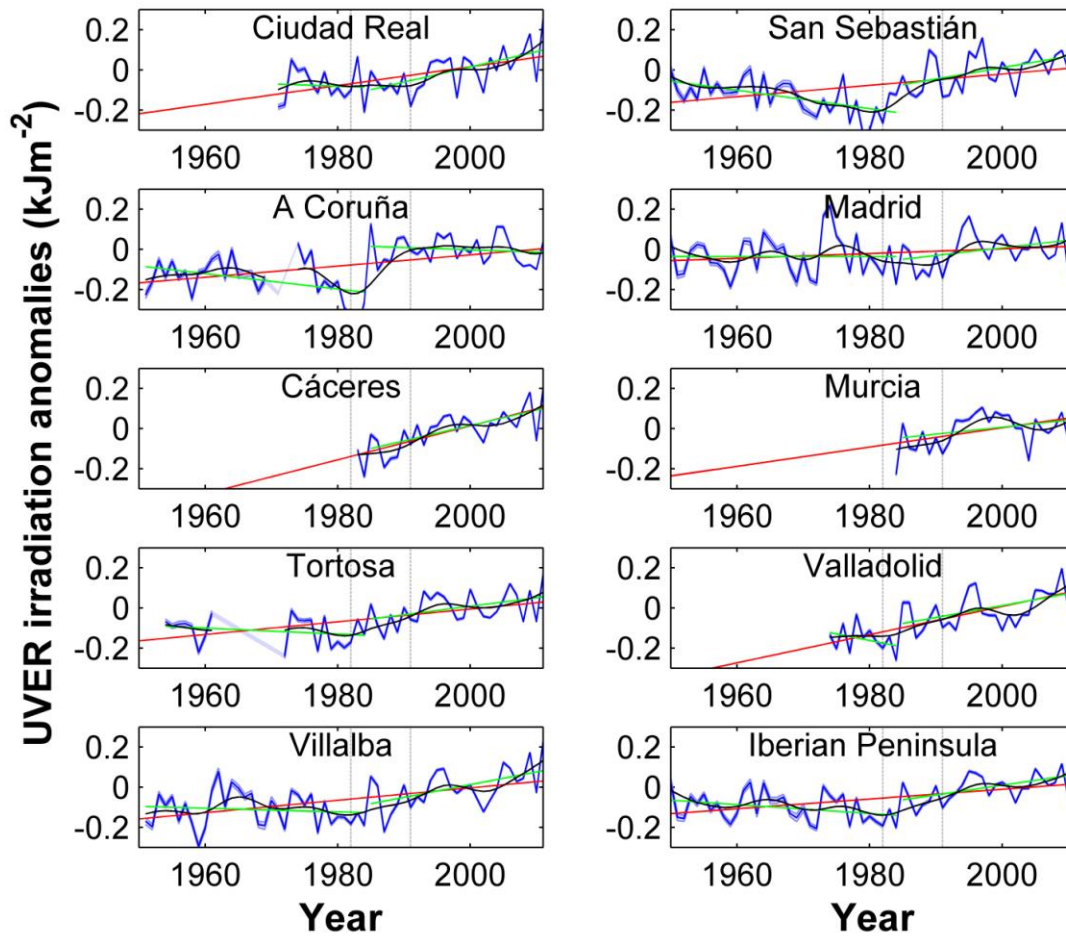 UVER irradiation anomalies (kJm⁻²)
Ciudad Real
0.2
0
-0.2
1960 1980 2000
San Sebastián
0.2
0
-0.2
1960 1980 2000
A Coruña
0.2
0
-0.2
1960 1980 2000
Madrid
0.2
0
-0.2
1960 1980 2000
Cáceres
0.2
0
-0.2
1960 1980 2000
Murcia
0.2
0
-0.2
1960 1980 2000
Tortosa
0.2
0
-0.2
1960 1980 2000
Valladolid
0.2
0
-0.2
1960 1980 2000
Villalba
0.2
0
-0.2
1960 1980 2000
Year
Iberian Peninsula
0.2
0
-0.2
1960 1980 2000
Year